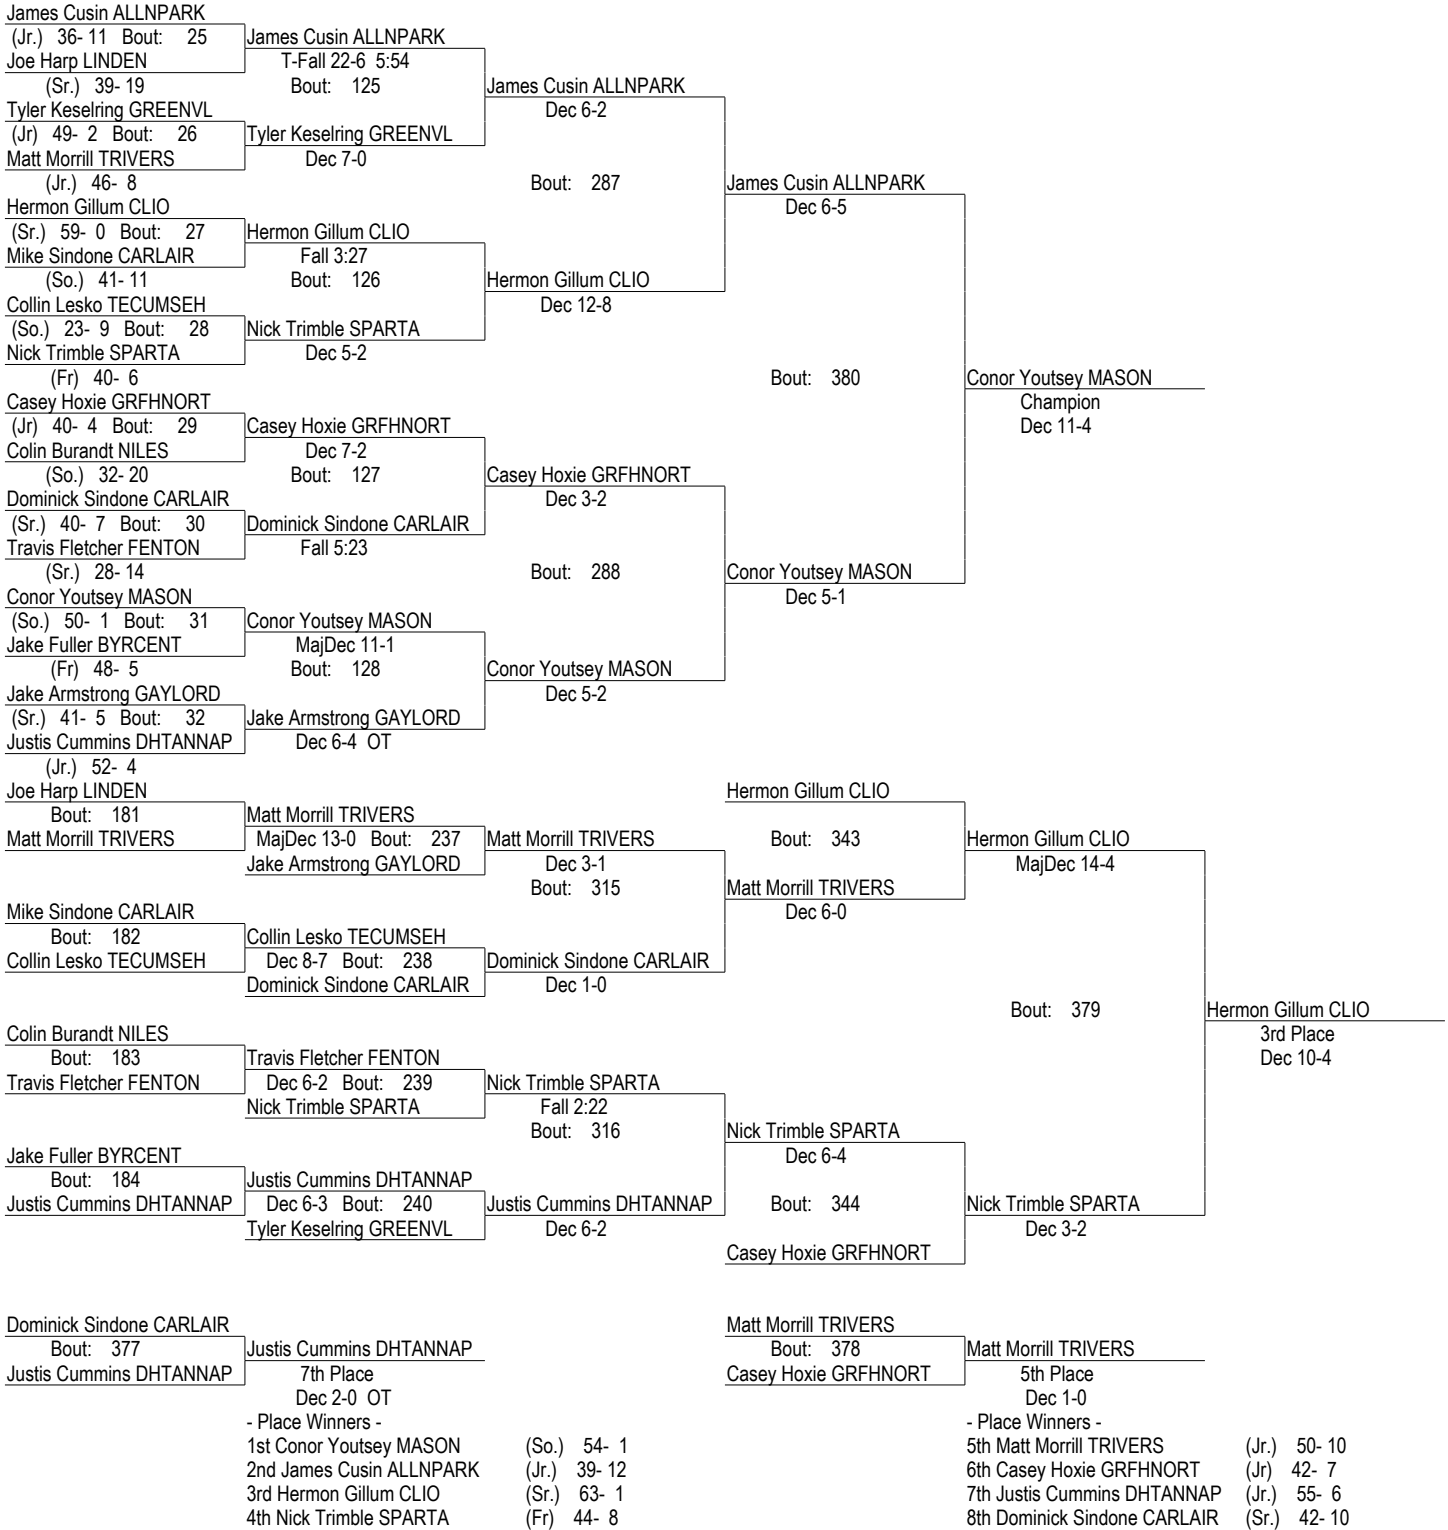 James Cusin ALLNPARK
(Jr.) 36- 11 Bout: 25 James Cusin ALLNPARK
Joe Harp LINDEN T-Fall 22-6 5:54
(Sr.) 39- 19 Bout: 125 James Cusin ALLNPARK
Tyler Keselring GREENVL Dec 6-2
(Jr) 49- 2 Bout: 26 Tyler Keselring GREENVL
Matt Morrill TRIVERS Dec 7-0
(Jr.) 46- 8 Bout: 287 James Cusin ALLNPARK
Hermon Gillum CLIO Dec 6-5
(Sr.) 59- 0 Bout: 27 Hermon Gillum CLIO
Mike Sindone CARLAIR Fall 3:27
(So.) 41- 11 Bout: 126 Hermon Gillum CLIO
Collin Lesko TECUMSEH Dec 12-8
(So.) 23- 9 Bout: 28 Nick Trimble SPARTA
Nick Trimble SPARTA Dec 5-2
(Fr) 40- 6 Bout: 380 Conor Youtsey MASON
Casey Hoxie GRFHNORT Champion
(Jr) 40- 4 Bout: 29 Casey Hoxie GRFHNORT Dec 11-4
Colin Burandt NILES Dec 7-2
(So.) 32- 20 Bout: 127 Casey Hoxie GRFHNORT
Dominick Sindone CARLAIR Dec 3-2
(Sr.) 40- 7 Bout: 30 Dominick Sindone CARLAIR
Travis Fletcher FENTON Fall 5:23
(Sr.) 28- 14 Bout: 288 Conor Youtsey MASON
Conor Youtsey MASON Dec 5-1
(So.) 50- 1 Bout: 31 Conor Youtsey MASON
Jake Fuller BYRCENT MajDec 11-1
(Fr) 48- 5 Bout: 128 Conor Youtsey MASON
Jake Armstrong GAYLORD Dec 5-2
(Sr.) 41- 5 Bout: 32 Jake Armstrong GAYLORD
Justis Cummins DHTANNAP Dec 6-4 OT
(Jr.) 52- 4
Joe Harp LINDEN Hermon Gillum CLIO
Bout: 181 Matt Morrill TRIVERS
Matt Morrill TRIVERS MajDec 13-0 Bout: 237 Matt Morrill TRIVERS Bout: 343 Hermon Gillum CLIO
Jake Armstrong GAYLORD Dec 3-1 MajDec 14-4
Bout: 315 Matt Morrill TRIVERS
Mike Sindone CARLAIR Dec 6-0
Bout: 182 Collin Lesko TECUMSEH
Collin Lesko TECUMSEH Dec 8-7 Bout: 238 Dominick Sindone CARLAIR
Dominick Sindone CARLAIR Dec 1-0
Bout: 379 Hermon Gillum CLIO
Colin Burandt NILES 3rd Place
Bout: 183 Travis Fletcher FENTON Dec 10-4
Travis Fletcher FENTON Dec 6-2 Bout: 239 Nick Trimble SPARTA
Nick Trimble SPARTA Fall 2:22
Bout: 316 Nick Trimble SPARTA
Jake Fuller BYRCENT Dec 6-4
Bout: 184 Justis Cummins DHTANNAP
Justis Cummins DHTANNAP Dec 6-3 Bout: 240 Justis Cummins DHTANNAP Bout: 344 Nick Trimble SPARTA
Tyler Keselring GREENVL Dec 6-2 Dec 3-2
Casey Hoxie GRFHNORT
Dominick Sindone CARLAIR Matt Morrill TRIVERS
Bout: 377 Justis Cummins DHTANNAP Bout: 378 Matt Morrill TRIVERS
Justis Cummins DHTANNAP 7th Place Casey Hoxie GRFHNORT 5th Place
Dec 2-0 OT Dec 1-0
- Place Winners - - Place Winners -
1st Conor Youtsey MASON (So.) 54- 1 5th Matt Morrill TRIVERS (Jr.) 50- 10
2nd James Cusin ALLNPARK (Jr.) 39- 12 6th Casey Hoxie GRFHNORT (Jr) 42- 7
3rd Hermon Gillum CLIO (Sr.) 63- 1 7th Justis Cummins DHTANNAP (Jr.) 55- 6
4th Nick Trimble SPARTA (Fr) 44- 8 8th Dominick Sindone CARLAIR (Sr.) 42- 10